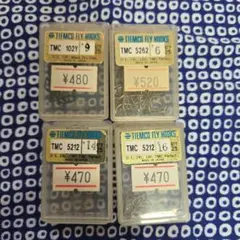 TIEMCO FLY HOOKS
TMC 102Y 9
¥480
TIEMCO FLY HOOKS
TMC 5262 6
¥520
TIEMCO FLY HOOKS
TMC 5212 14
¥470
TIEMCO FLY HOOKS
TMC 5212 16
¥470